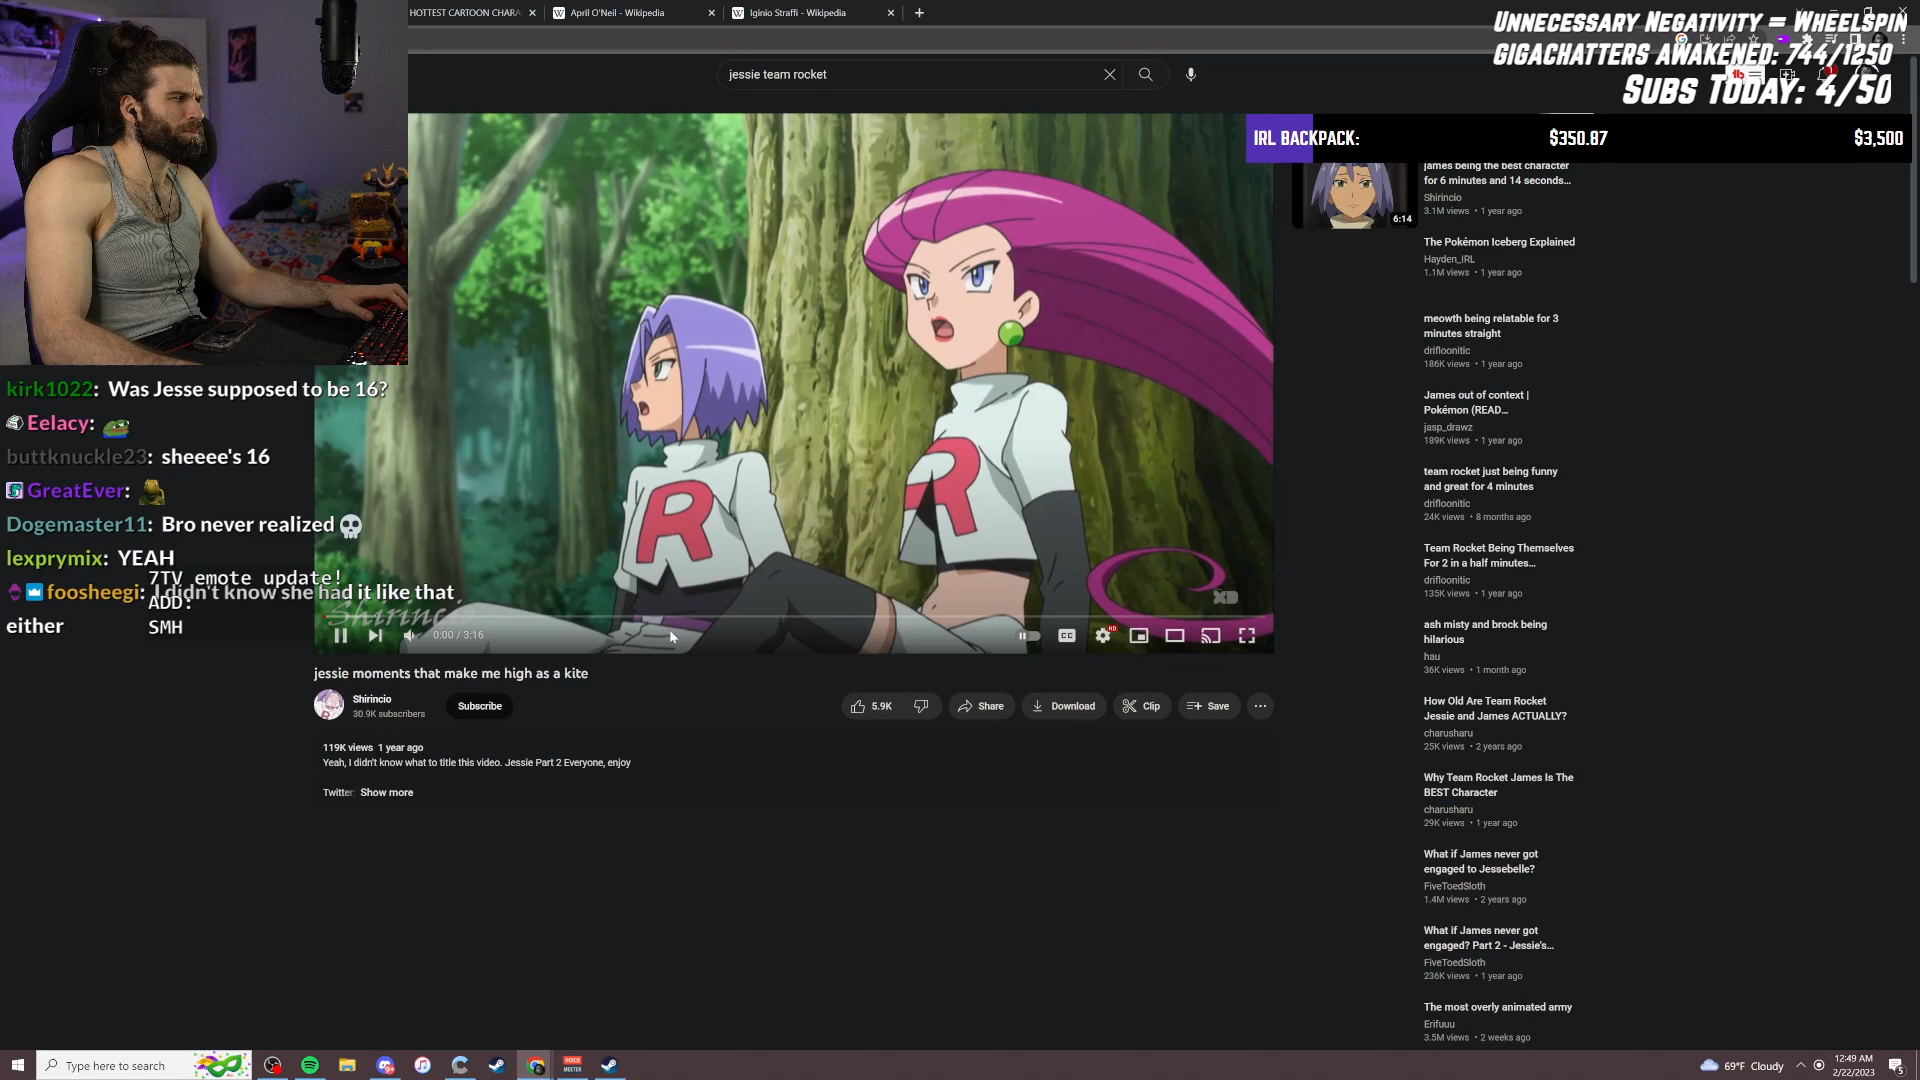 HOTTEST CARTOON CHARA
April O'Neil - Wikipedia
Iginio Straffi - Wikipedia
Unnecessary Negativity = Wheelspin
GIGACHATTERS AWAKENED: 744/1250
Subs Today: 4/50
jessie team rocket
IRL BACKPACK: $350.87 $3,500
james being the best character
for 6 minutes and 14 seconds...
Shirincio
3.1M views • 1 year ago
6:14
The Pokémon Iceberg Explained
Hayden_IRL
1.1M views • 1 year ago
meowth being relatable for 3
minutes straight
drifloonitic
186K views • 1 year ago
James out of context |
Pokémon (READ...
jasp_drawz
189K views • 1 year ago
team rocket just being funny
and great for 4 minutes
drifloonitic
24K views • 8 months ago
Team Rocket Being Themselves
For 2 in a half minutes...
drifloonitic
135K views • 1 year ago
ash misty and brock being
hilarious
hau
36K views • 1 month ago
How Old Are Team Rocket
Jessie and James ACTUALLY?
charusharu
25K views • 2 years ago
Why Team Rocket James Is The
BEST Character
charusharu
29K views • 1 year ago
What if James never got
engaged to Jessebelle?
FiveToedSloth
1.4M views • 2 years ago
What if James never got
engaged? Part 2 - Jessie's...
FiveToedSloth
236K views • 1 year ago
The most overly animated army
Erifuuu
3.5M views • 2 weeks ago
kirk1022: Was Jesse supposed to be 16?
Eelacy:
buttknuckle23: sheeee's 16
GreatEver:
Dogemaster11: Bro never realized
lexprymix: YEAH
foosheegi: I didn't know she had it like that
either
7TV emote update!
ADD:
SMH
R
R
XD
Shirincio
0:00 / 3:16
CC
HD
jessie moments that make me high as a kite
Shirincio
30.9K subscribers
Subscribe
5.9K
Share
Download
Clip
Save
119K views 1 year ago
Yeah, I didn't know what to title this video. Jessie Part 2 Everyone, enjoy
Twitter: Show more
Type here to search
VOICE
MEETER
69°F Cloudy
12:49 AM
2/22/2023
5